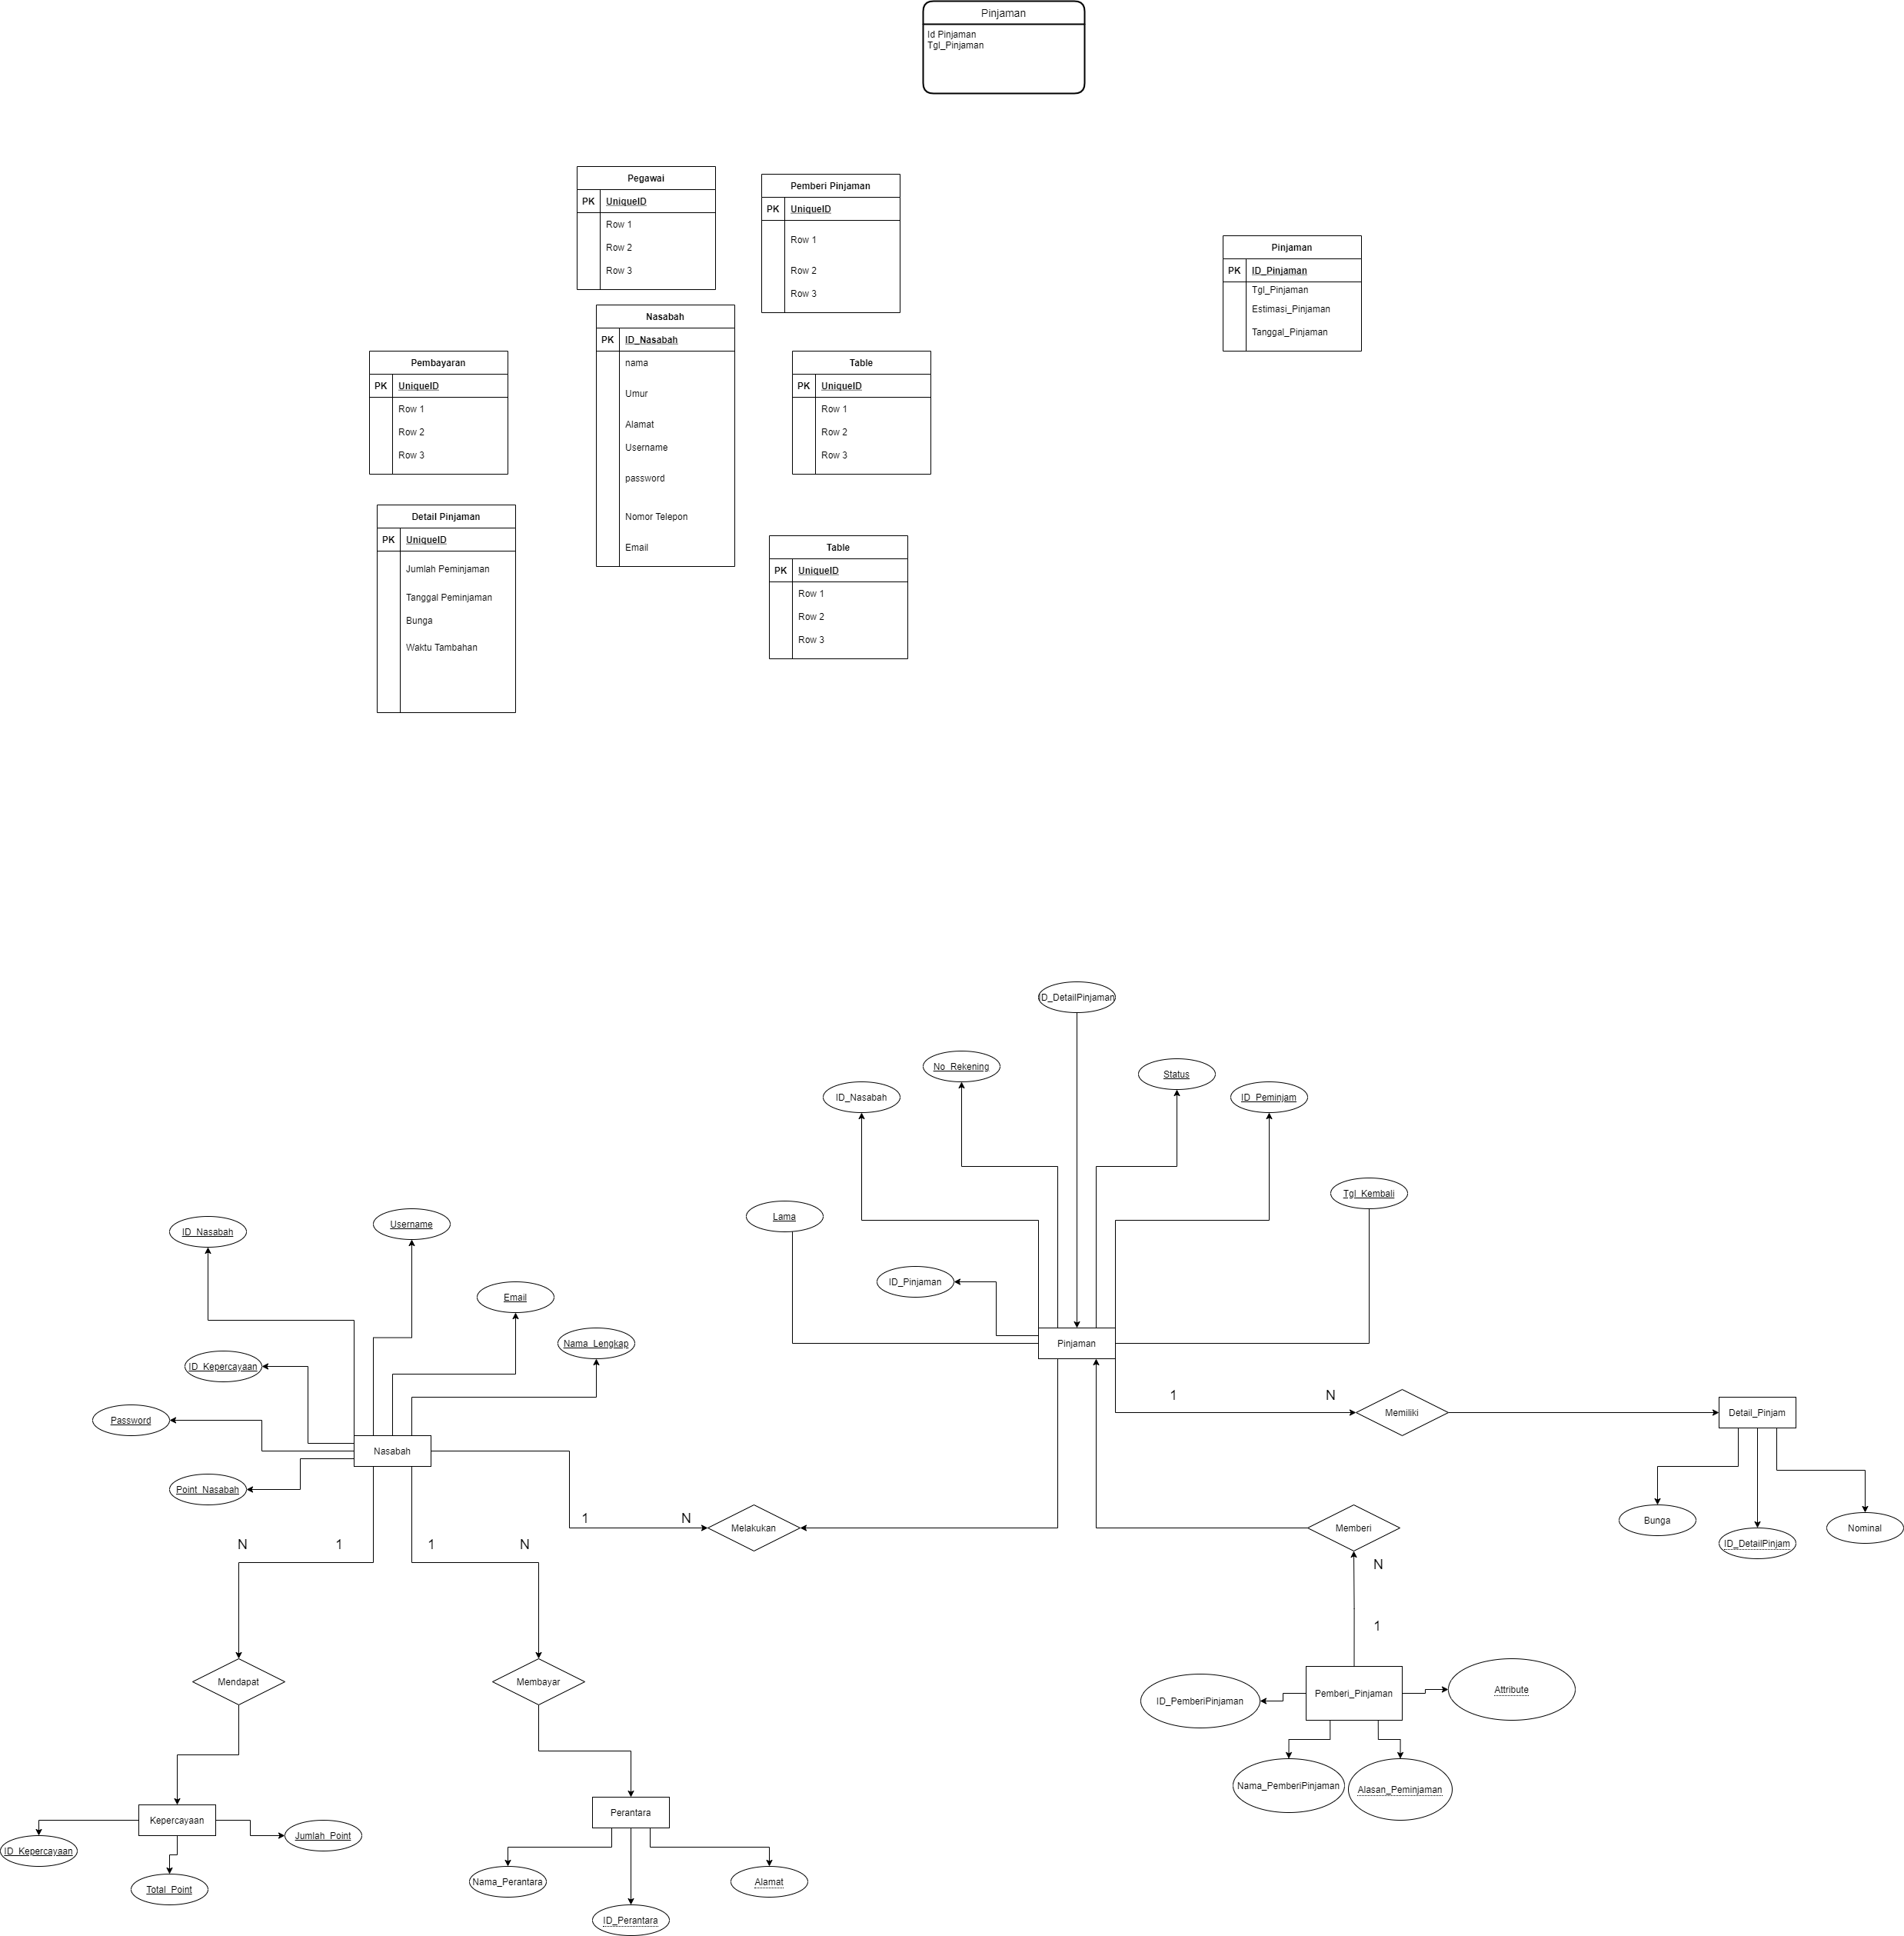 Pinjaman
Id Pinjaman
Tgl_Pinjaman
Pegawai
PK UniqueID
Row 1
Row 2
Row 3
Pemberi Pinjaman
PK UniqueID
Row 1
Row 2
Row 3
Pinjaman
PK ID_Pinjaman
Tgl_Pinjaman
Estimasi_Pinjaman
Tanggal_Pinjaman
Nasabah
PK ID_Nasabah
nama
Umur
Alamat
Username
password
Nomor Telepon
Email
Pembayaran
PK UniqueID
Row 1
Row 2
Row 3
Table
PK UniqueID
Row 1
Row 2
Row 3
Detail Pinjaman
PK UniqueID
Jumlah Peminjaman
Tanggal Peminjaman
Bunga
Waktu Tambahan
Table
PK UniqueID
Row 1
Row 2
Row 3
ID_DetailPinjaman
No_Rekening
Status
ID_Nasabah
ID_Peminjam
Tgl_Kembali
Lama
ID_Pinjaman
Pinjaman
ID_Nasabah
Username
Email
Nama_Lengkap
ID_Kepercayaan
Password
Nasabah
Point_Nasabah
1 N
Memiliki
Detail_Pinjam
Bunga
ID_DetailPinjam
Nominal
1 N
Melakukan
Memberi
N
1
N 1 1 N
Mendapat
Membayar
ID_PemberiPinjaman
Pemberi_Pinjaman
Attribute
Nama_PemberiPinjaman
Alasan_Peminjaman
Kepercayaan
ID_Kepercayaan
Jumlah_Point
Total_Point
Perantara
Nama_Perantara
Alamat
ID_Perantara